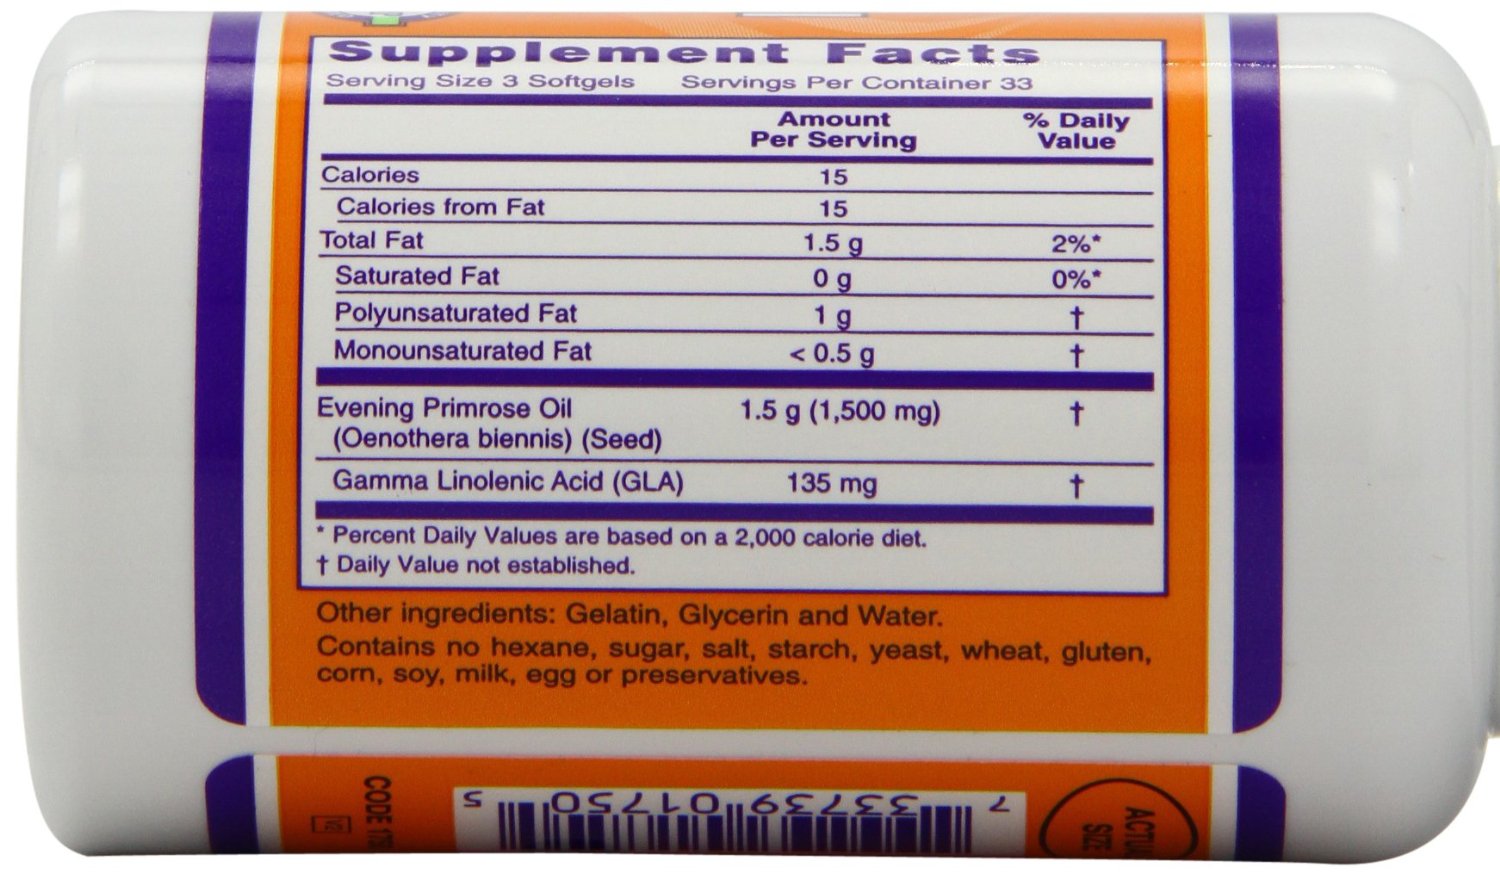 Supplement Facts
Serving Size 3 Softgels Servings Per Container 33
Amount Per Serving % Daily Value
Calories 15
Calories from Fat 15
Total Fat 1.5 g 2%*
Saturated Fat 0 g 0%*
Polyunsaturated Fat 1 g †
Monounsaturated Fat < 0.5 g †
Evening Primrose Oil 1.5 g (1,500 mg) †
(Oenothera biennis) (Seed)
Gamma Linolenic Acid (GLA) 135 mg †
* Percent Daily Values are based on a 2,000 calorie diet.
† Daily Value not established.
Other ingredients: Gelatin, Glycerin and Water.
Contains no hexane, sugar, salt, starch, yeast, wheat, gluten,
corn, soy, milk, egg or preservatives.
CODE
7 33739 01750 5
SIZE